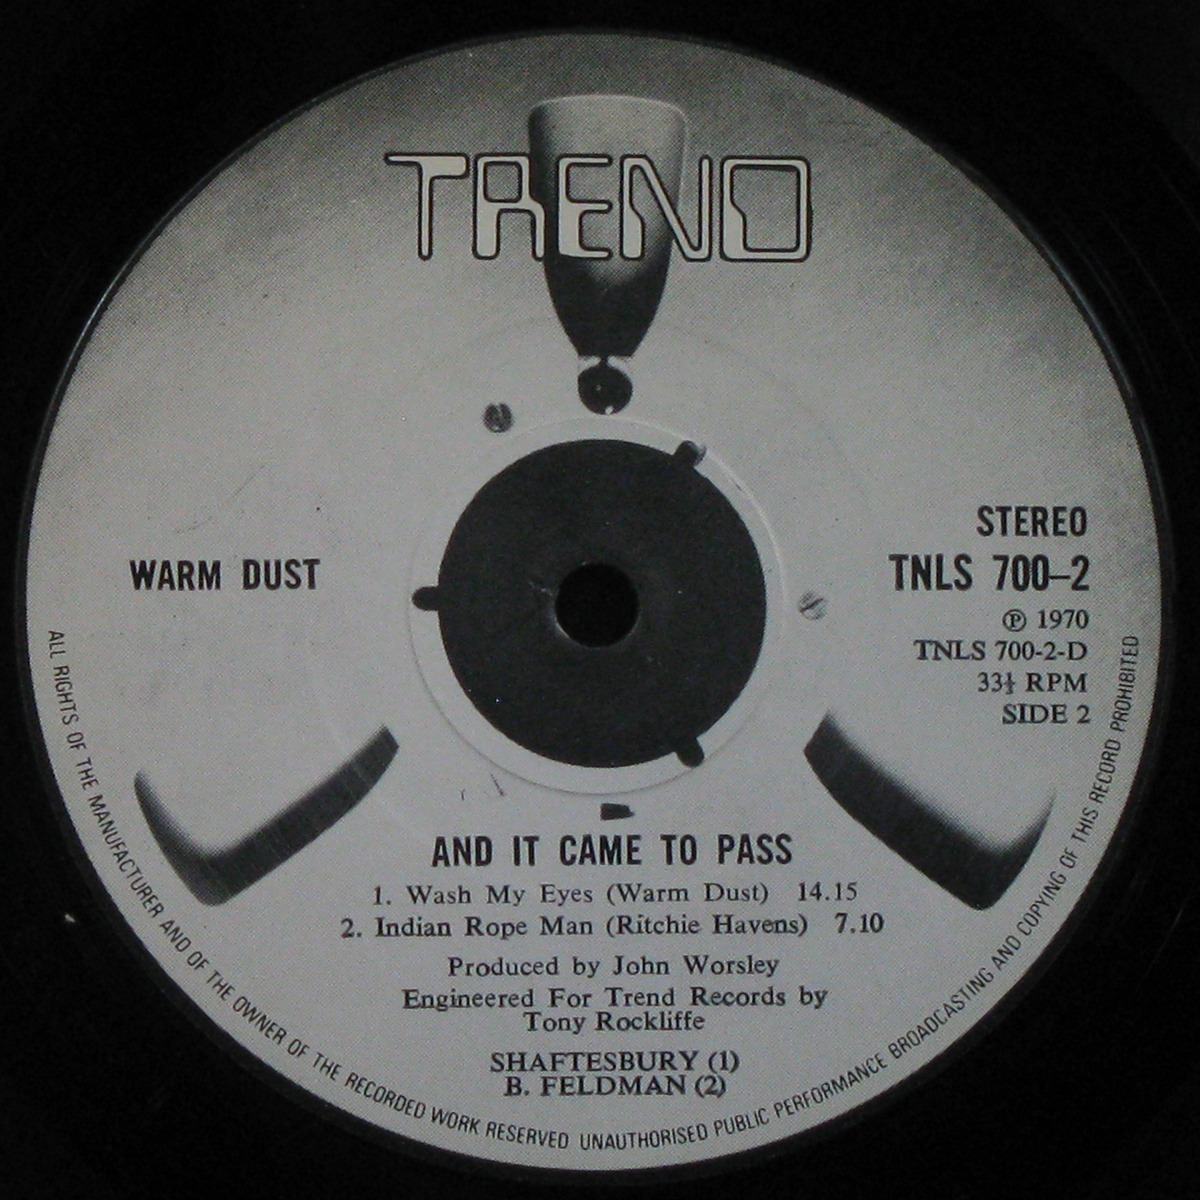 TREND
WARM DUST
STEREO
TNLS 700–2
℗ 1970
TNLS 700-2-D
33⅓ RPM
SIDE 2
AND IT CAME TO PASS
1. Wash My Eyes (Warm Dust) 14.15
2. Indian Rope Man (Ritchie Havens) 7.10
Produced by John Worsley
Engineered For Trend Records by
Tony Rockliffe
SHAFTESBURY (1)
B. FELDMAN (2)
ALL RIGHTS OF THE MANUFACTURER AND OF THE OWNER OF THE RECORDED WORK RESERVED UNAUTHORISED PUBLIC PERFORMANCE BROADCASTING AND COPYING OF THIS RECORD PROHIBITED